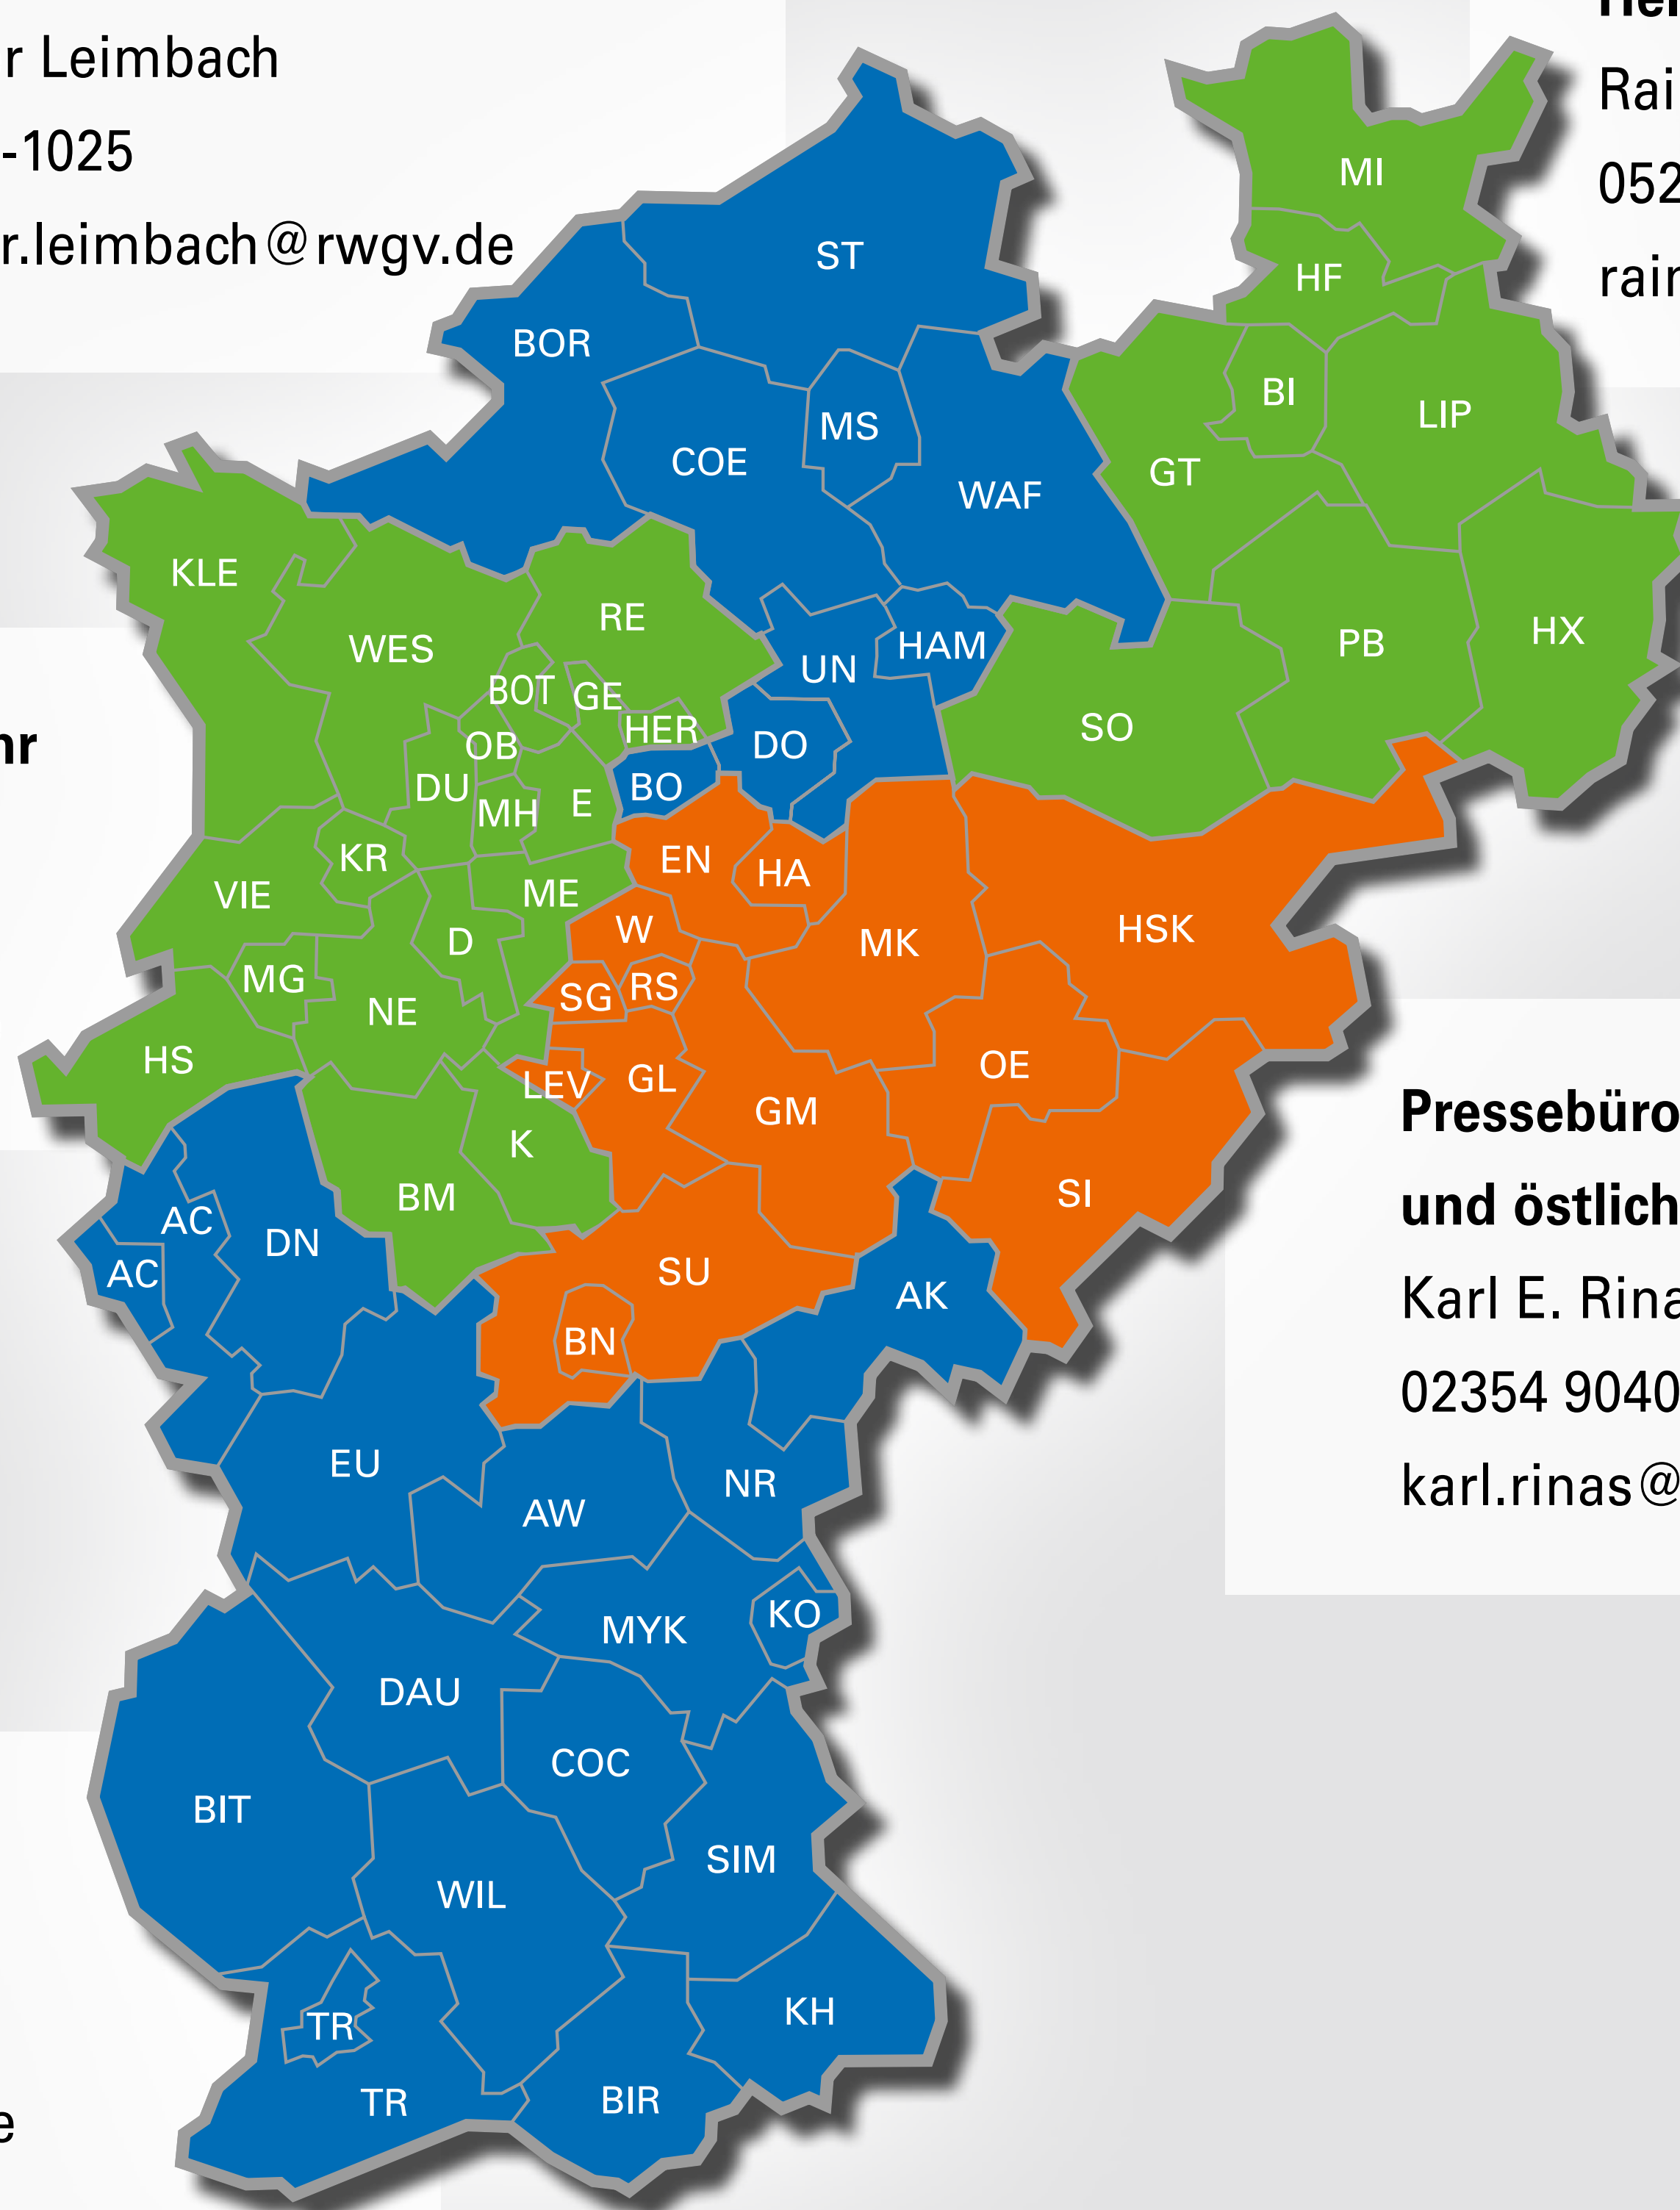 r Leimbach
-1025
r.leimbach@rwgv.de
Rai
052
rair
hr
Pressebüro
und östlich
Karl E. Rina
02354 9040
karl.rinas@
e
MI
ST
HF
BOR
BI
LIP
MS
COE
GT
WAF
KLE
RE
HX
PB
WES
HAM
UN
BOT
GE
HER
SO
OB
DO
DU
BO
MH
E
KR
EN
HA
VIE
ME
W
HSK
D
MK
MG
RS
SG
NE
HS
OE
LEV
GL
GM
K
BM
SI
AC
DN
AC
SU
AK
BN
EU
NR
AW
KO
MYK
DAU
COC
BIT
SIM
WIL
KH
TR
TR
BIR